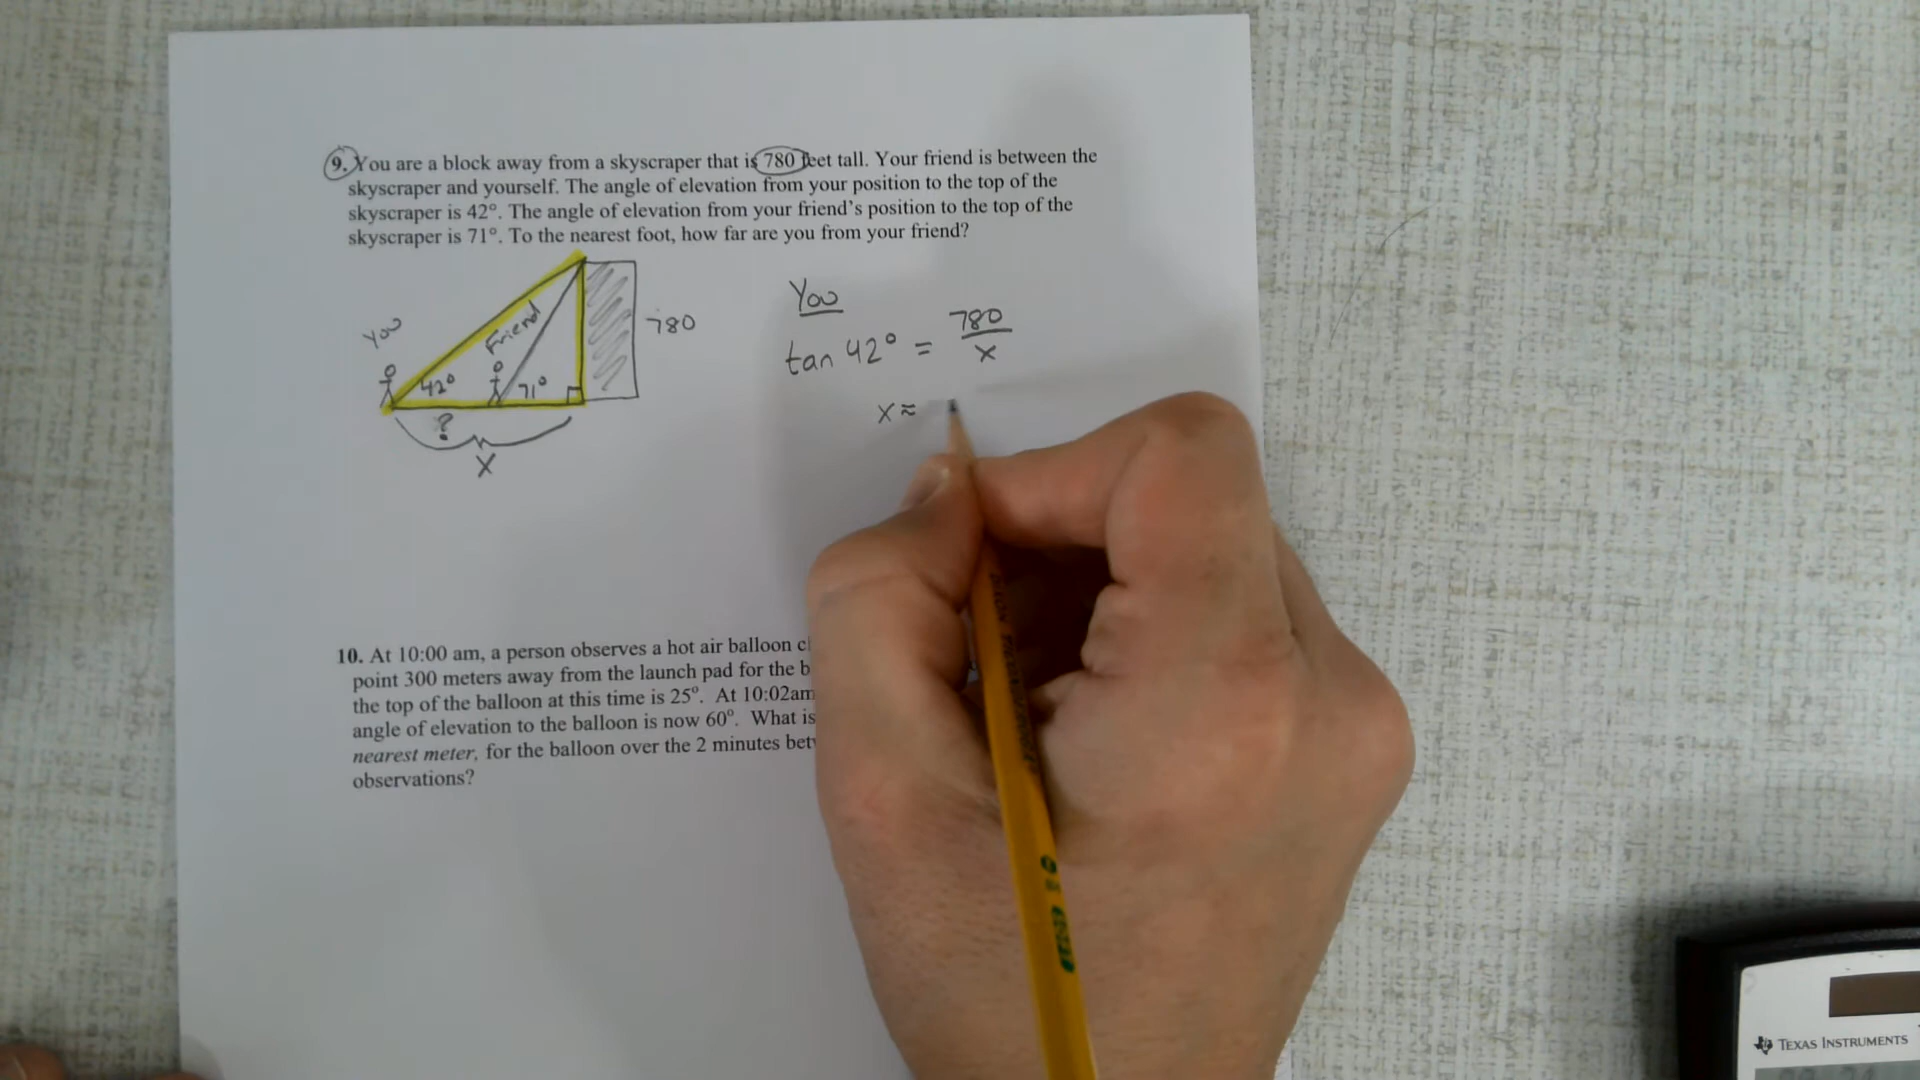 9. You are a block away from a skyscraper that is 780 feet tall. Your friend is between the
skyscraper and yourself. The angle of elevation from your position to the top of the
skyscraper is 42°. The angle of elevation from your friend's position to the top of the
skyscraper is 71°. To the nearest foot, how far are you from your friend?
You
Friend
42°
71°
780
?
X
You
tan 42° = 780/x
x ≈
10. At 10:00 am, a person observes a hot air balloon
point 300 meters away from the launch pad for the
the top of the balloon at this time is 25°. At 10:02am
angle of elevation to the balloon is now 60°. What is
nearest meter, for the balloon over the 2 minutes
observations?
TEXAS INSTRUMENTS